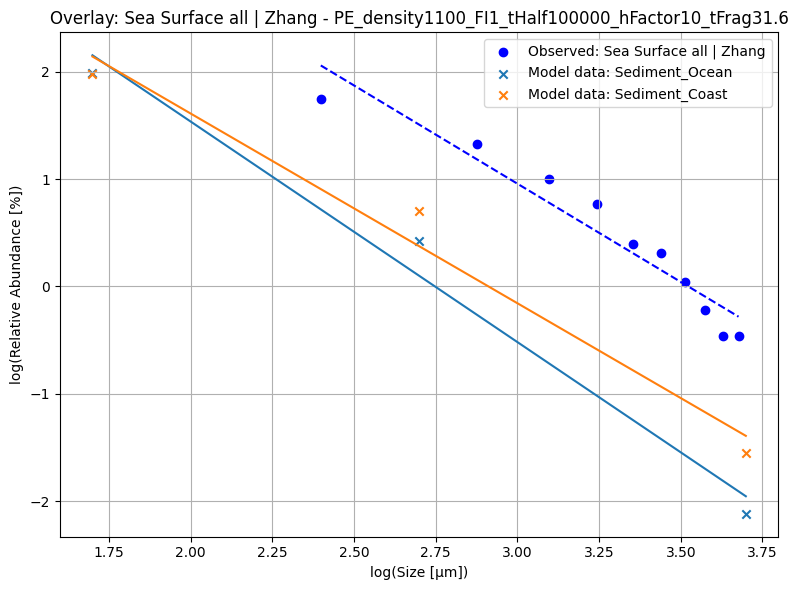 Overlay: Sea Surface all | Zhang - PE_density1100_FI1_tHalf100000_hFactor10_tFrag31.6
Observed: Sea Surface all | Zhang
Model data: Sediment_Ocean
Model data: Sediment_Coast
log(Relative Abundance [%])
2
1
0
−1
−2
1.75
2.00
2.25
2.50
2.75
3.00
3.25
3.50
3.75
log(Size [μm])